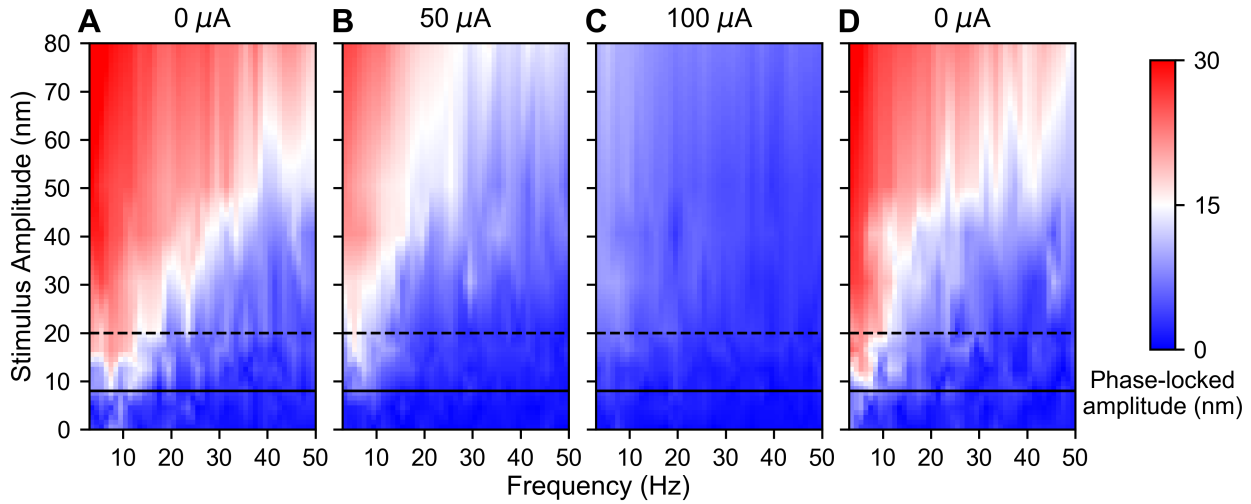 A 0 μA B 50 μA C 100 μA D 0 μA
80
70
60
50
40
30
20
10
0
Stimulus Amplitude (nm)
10 20 30 40 50 10 20 30 40 50 10 20 30 40 50 10 20 30 40 50
Frequency (Hz)
30
15
0
Phase-locked
amplitude (nm)